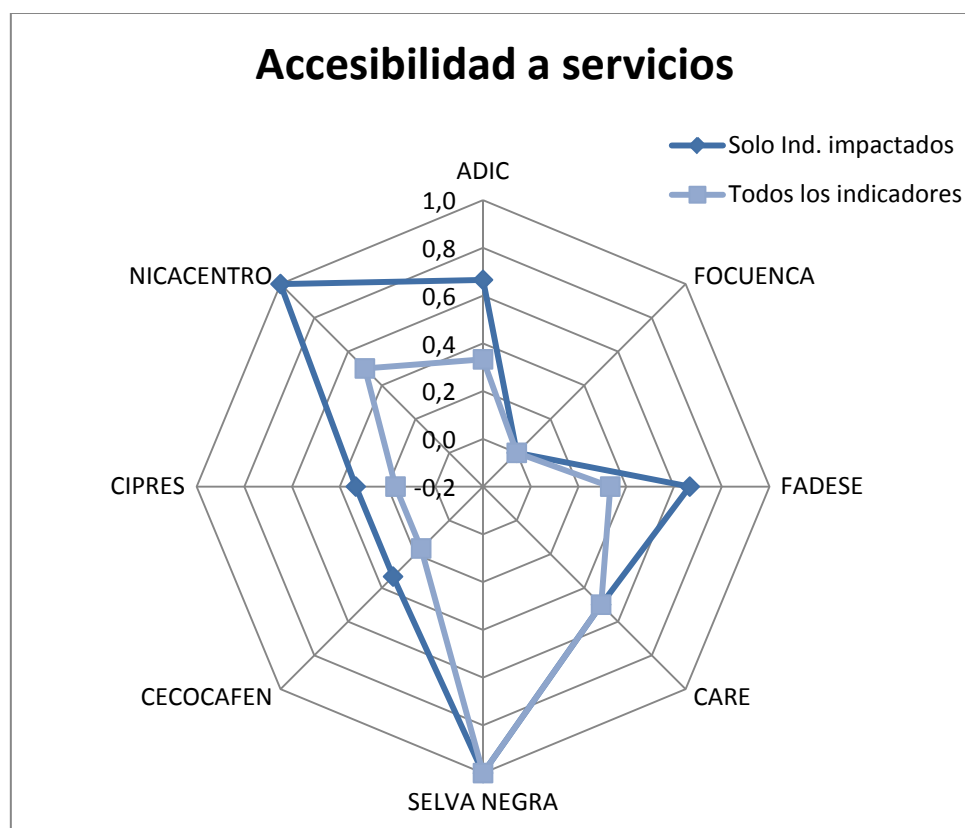 Accesibilidad a servicios
Solo Ind. impactados
Todos los indicadores
ADIC
1,0
0,8
0,6
0,4
0,2
0,0
-0,2
NICACENTRO
FOCUENCA
CIPRES
FADESE
CECOCAFEN
CARE
SELVA NEGRA